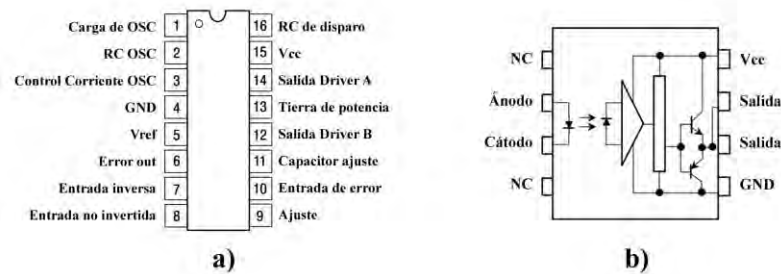 Carga de OSC 1 16 RC de disparo
RC OSC 2 15 Vcc
Control Corriente OSC 3 14 Salida Driver A
GND 4 13 Tierra de potencia
Vref 5 12 Salida Driver B
Error out 6 11 Capacitor ajuste
Entrada inversa 7 10 Entrada de error
Entrada no invertida 8 9 Ajuste
a)
NC Vcc
Ánodo Salida
Cátodo Salida
NC GND
b)